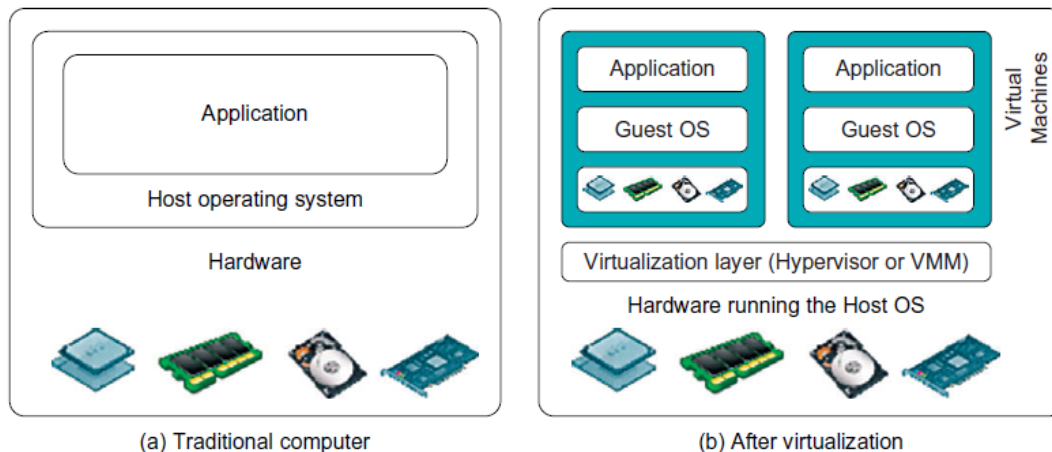 Application
Host operating system
Hardware
(a) Traditional computer
Application
Guest OS
Application
Guest OS
Virtual
Machines
Virtualization layer (Hypervisor or VMM)
Hardware running the Host OS
(b) After virtualization